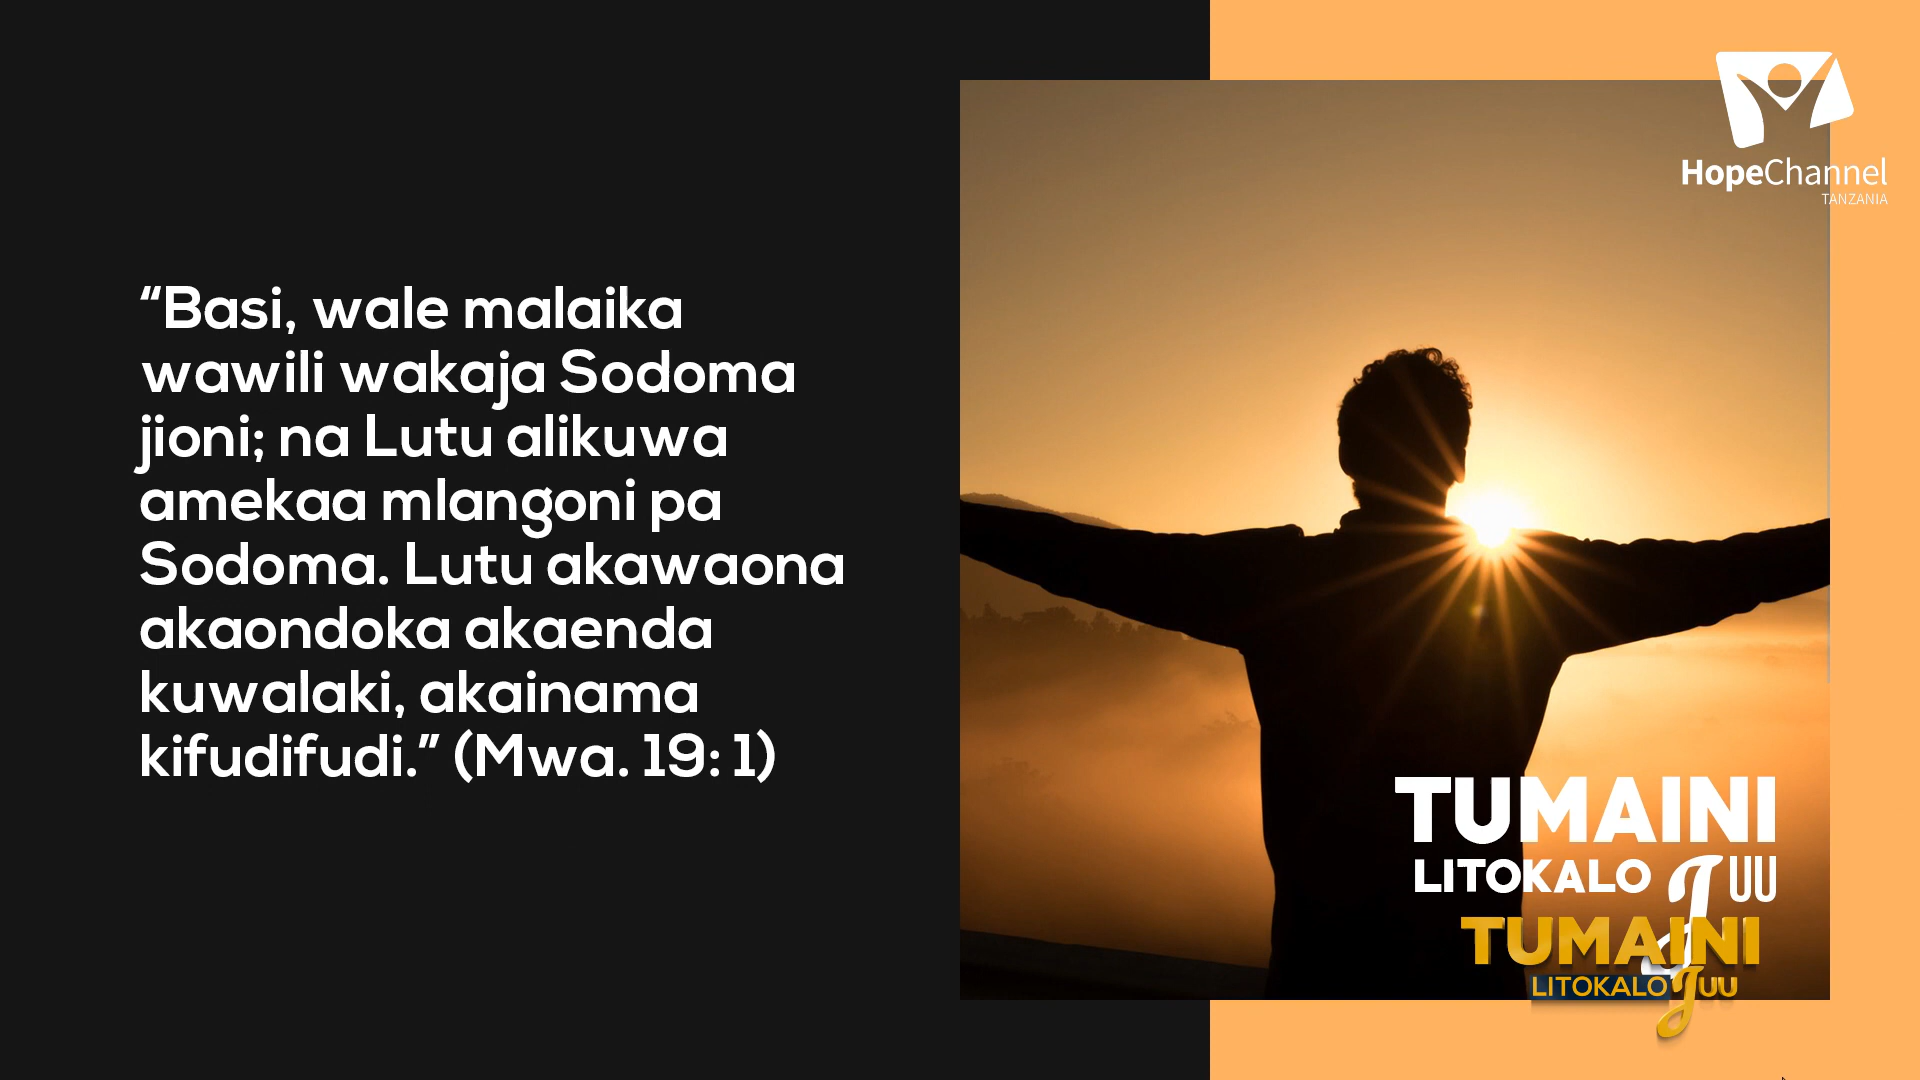 “Basi, wale malaika
wawili wakaja Sodoma
jioni; na Lutu alikuwa
amekaa mlangoni pa
Sodoma. Lutu akawaona
akaondoka akaenda
kuwalaki, akainama
kifudifudi.” (Mwa. 19: 1)
HopeChannel
TANZANIA
TUMAINI
LITOKALO JUU
TUMAINI
LITOKALO JUU